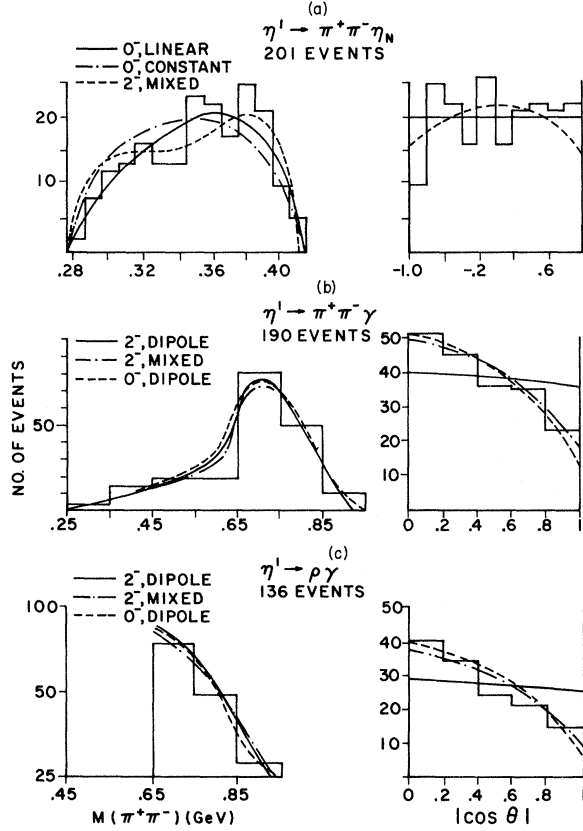 (a)
η' → π⁺ π⁻ η_N
201 EVENTS
0⁻, LINEAR
0⁻, CONSTANT
2⁻, MIXED
20
10
.28 .32 .36 .40
-1.0 -.2 .6
(b)
η' → π⁺ π⁻ γ
190 EVENTS
2⁻, DIPOLE
2⁻, MIXED
0⁻, DIPOLE
NO. OF EVENTS
50
.25 .45 .65 .85
50
40
30
20
10
0 .2 .4 .6 .8 1
(c)
η' → ρ γ
136 EVENTS
2⁻, DIPOLE
2⁻, MIXED
0⁻, DIPOLE
100
50
25
.45 .65 .85
M (π⁺π⁻) (GeV)
50
40
30
20
10
0
0 .2 .4 .6 .8 1
|cos θ|